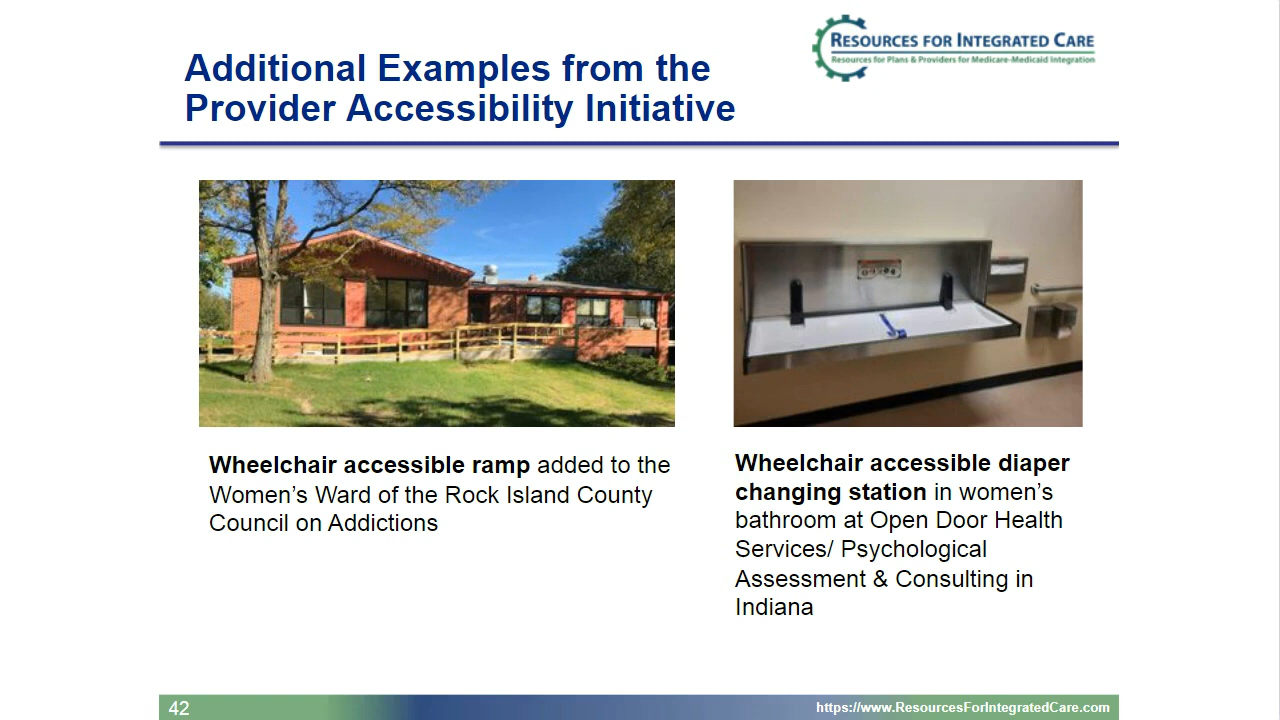 RESOURCES FOR INTEGRATED CARE
Resources for Plans & Providers for Medicare-Medicaid Integration
Additional Examples from the
Provider Accessibility Initiative
Wheelchair accessible ramp added to the
Women’s Ward of the Rock Island County
Council on Addictions
Wheelchair accessible diaper
changing station in women’s
bathroom at Open Door Health
Services/ Psychological
Assessment & Consulting in
Indiana
42
https://www.ResourcesForIntegratedCare.com